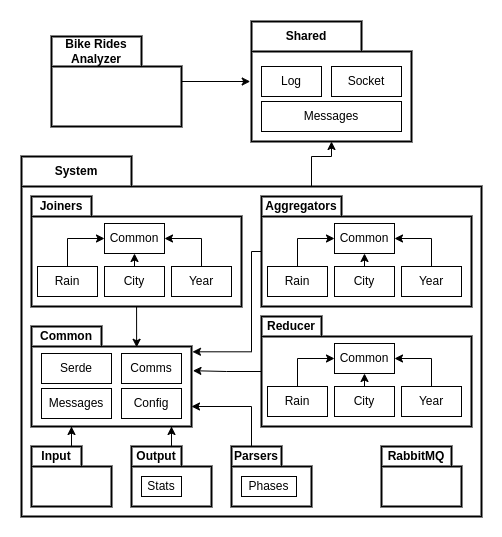 Bike Rides
Analyzer
Shared
Log
Socket
Messages
System
Joiners
Common
Rain
City
Year
Aggregators
Common
Rain
City
Year
Common
Serde
Comms
Messages
Config
Reducer
Common
Rain
City
Year
Input
Output
Stats
Parsers
Phases
RabbitMQ